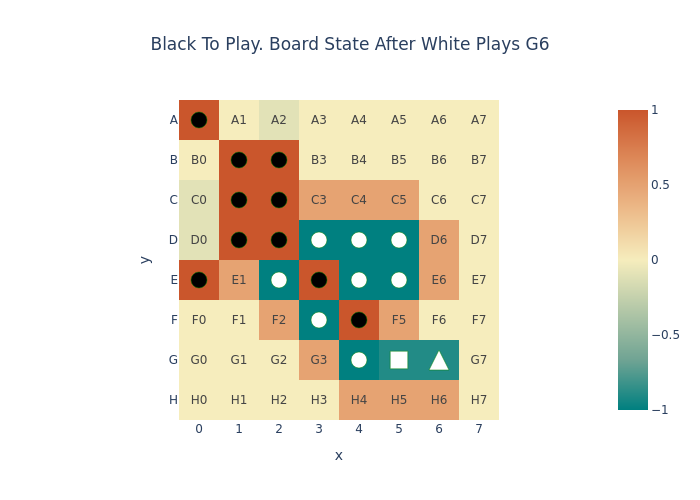 Black To Play. Board State After White Plays G6
A A1 A2 A3 A4 A5 A6 A7
B B0 B3 B4 B5 B6 B7
C C0 C3 C4 C5 C6 C7
D D0 D6 D7
E E1 E6 E7
F F0 F1 F2 F5 F6 F7
G G0 G1 G2 G3 G7
H H0 H1 H2 H3 H4 H5 H6 H7
0 1 2 3 4 5 6 7
x
y
1
0.5
0
−0.5
−1